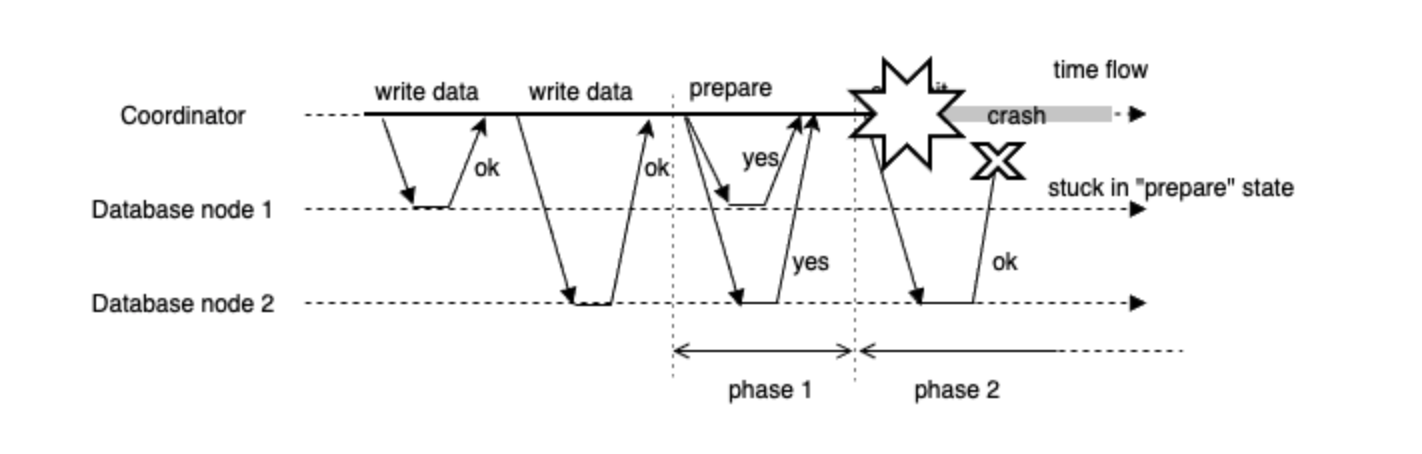 time flow
write data
write data
prepare
Coordinator
crash
ok
ok
yes
stuck in "prepare" state
Database node 1
yes
ok
Database node 2
phase 1
phase 2